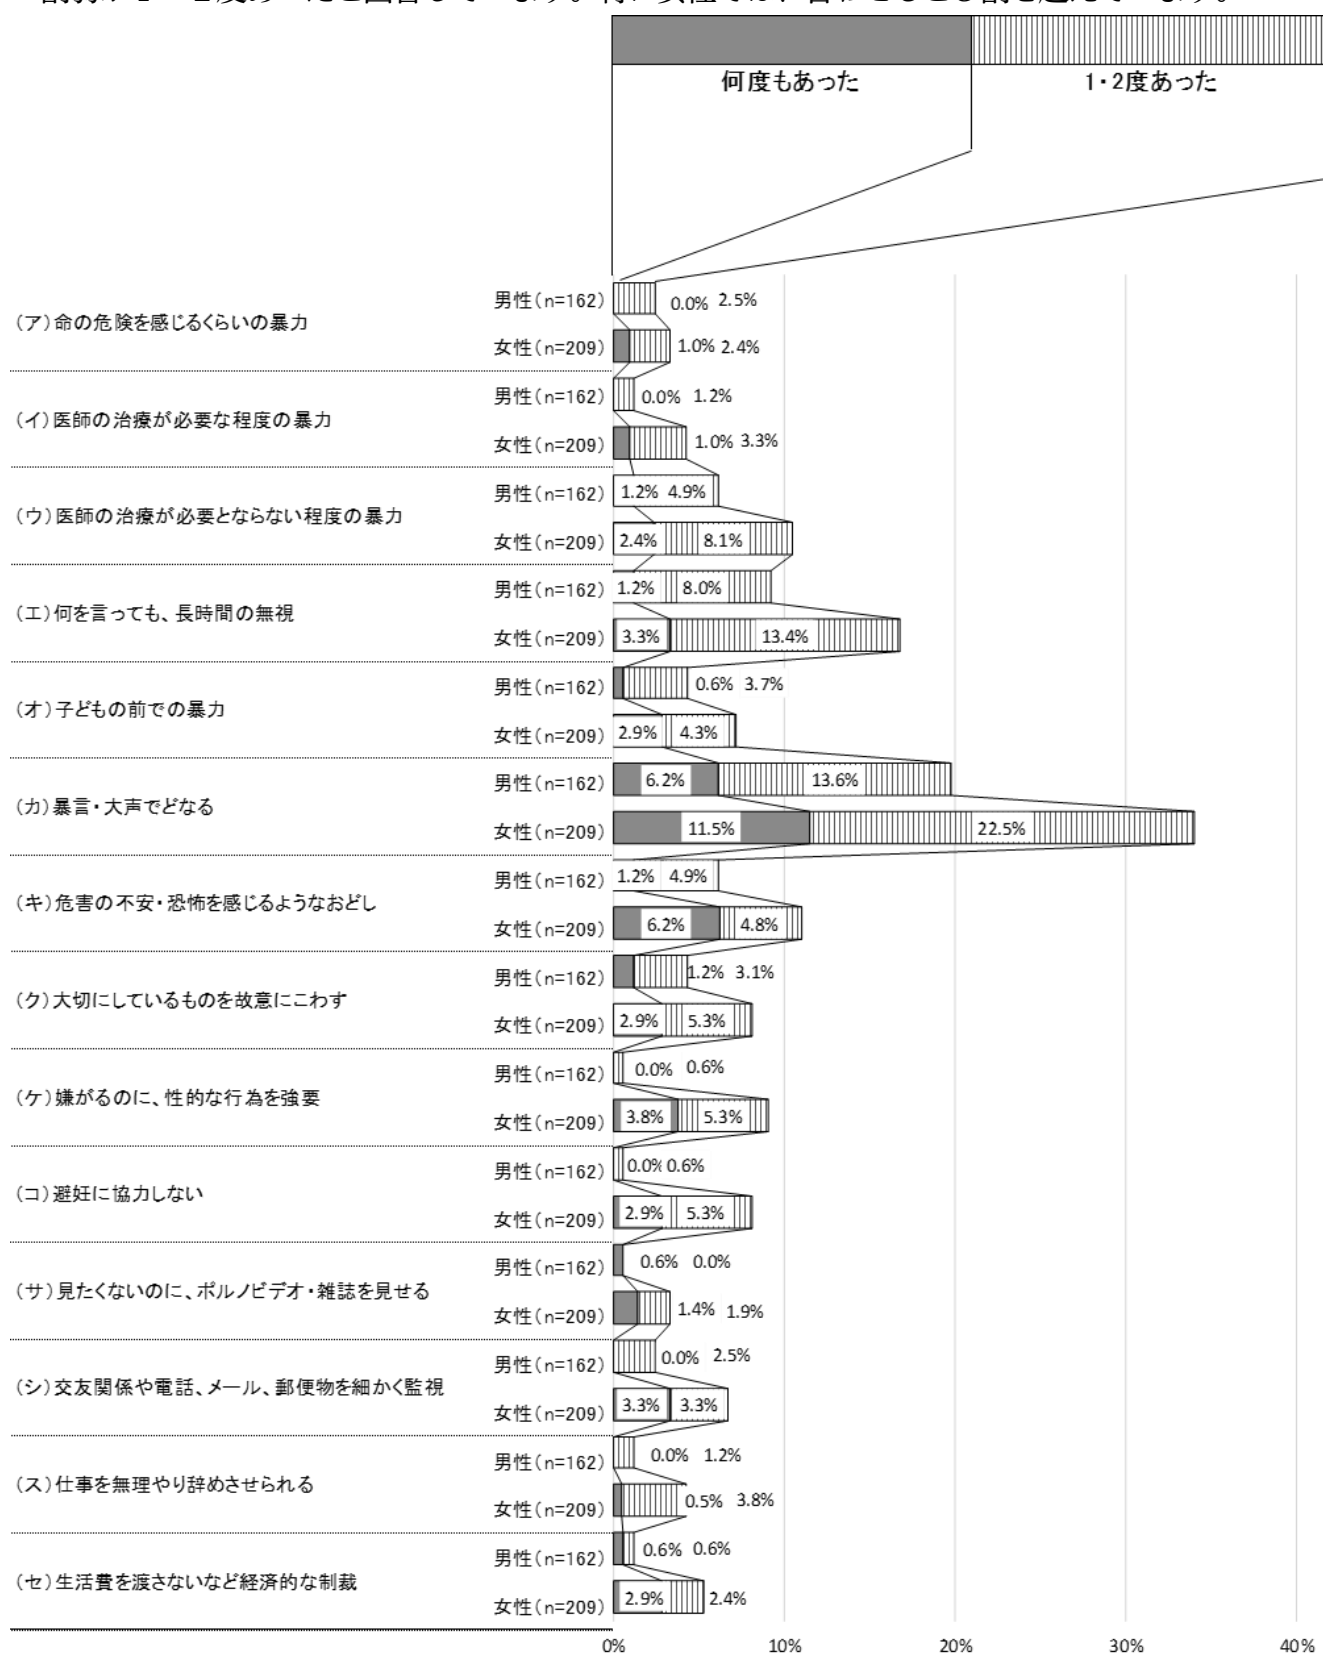 何度もあった 1・2度あった
男性(n=162) 0.0% 2.5%
(ア)命の危険を感じるくらいの暴力
女性(n=209) 1.0% 2.4%
男性(n=162) 0.0% 1.2%
(イ)医師の治療が必要な程度の暴力
女性(n=209) 1.0% 3.3%
男性(n=162) 1.2% 4.9%
(ウ)医師の治療が必要とならない程度の暴力
女性(n=209) 2.4% 8.1%
男性(n=162) 1.2% 8.0%
(エ)何を言っても、長時間の無視
女性(n=209) 3.3% 13.4%
男性(n=162) 0.6% 3.7%
(オ)子どもの前での暴力
女性(n=209) 2.9% 4.3%
男性(n=162) 6.2% 13.6%
(カ)暴言・大声でどなる
女性(n=209) 11.5% 22.5%
男性(n=162) 1.2% 4.9%
(キ)危害の不安・恐怖を感じるようなおどし
女性(n=209) 6.2% 4.8%
男性(n=162) 1.2% 3.1%
(ク)大切にしているものを故意にこわす
女性(n=209) 2.9% 5.3%
男性(n=162) 0.0% 0.6%
(ケ)嫌がるのに、性的な行為を強要
女性(n=209) 3.8% 5.3%
男性(n=162) 0.0% 0.6%
(コ)避妊に協力しない
女性(n=209) 2.9% 5.3%
男性(n=162) 0.6% 0.0%
(サ)見たくないのに、ポルノビデオ・雑誌を見せる
女性(n=209) 1.4% 1.9%
男性(n=162) 0.0% 2.5%
(シ)交友関係や電話、メール、郵便物を細かく監視
女性(n=209) 3.3% 3.3%
男性(n=162) 0.0% 1.2%
(ス)仕事を無理やり辞めさせられる
女性(n=209) 0.5% 3.8%
男性(n=162) 0.6% 0.6%
(セ)生活費を渡さないなど経済的な制裁
女性(n=209) 2.9% 2.4%
0% 10% 20% 30% 40%